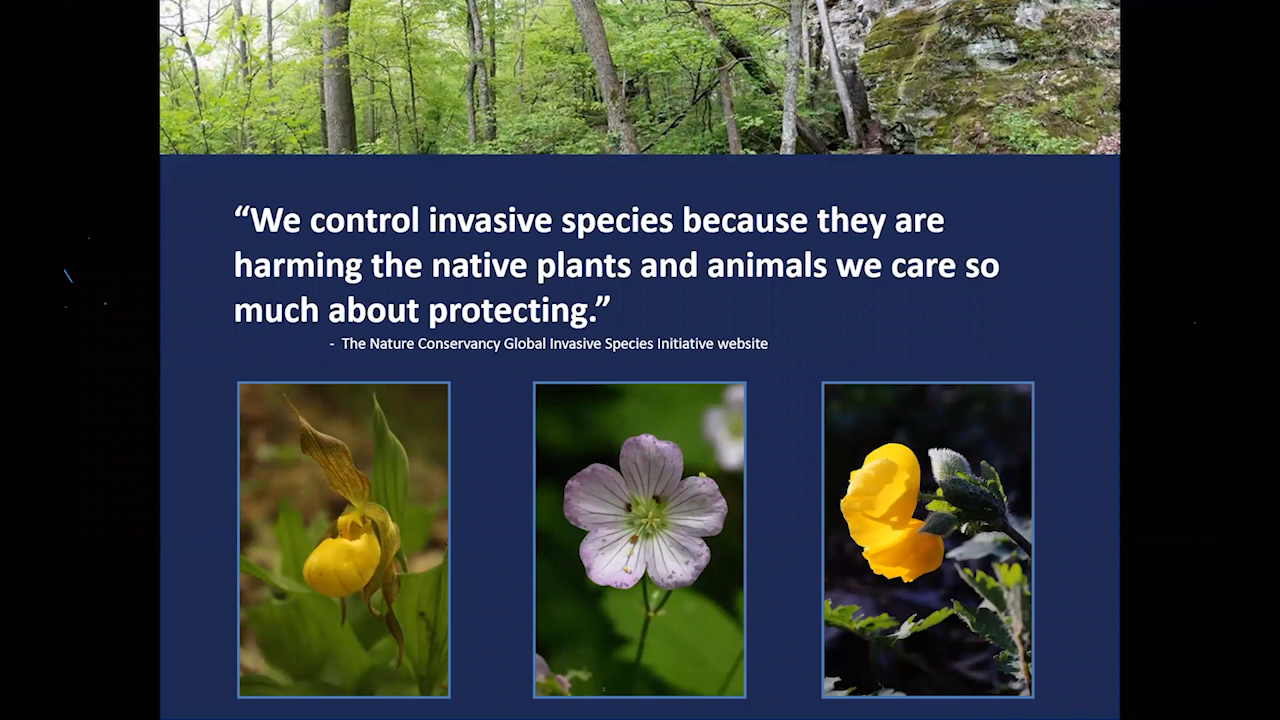 “We control invasive species because they are
harming the native plants and animals we care so
much about protecting.”
- The Nature Conservancy Global Invasive Species Initiative website